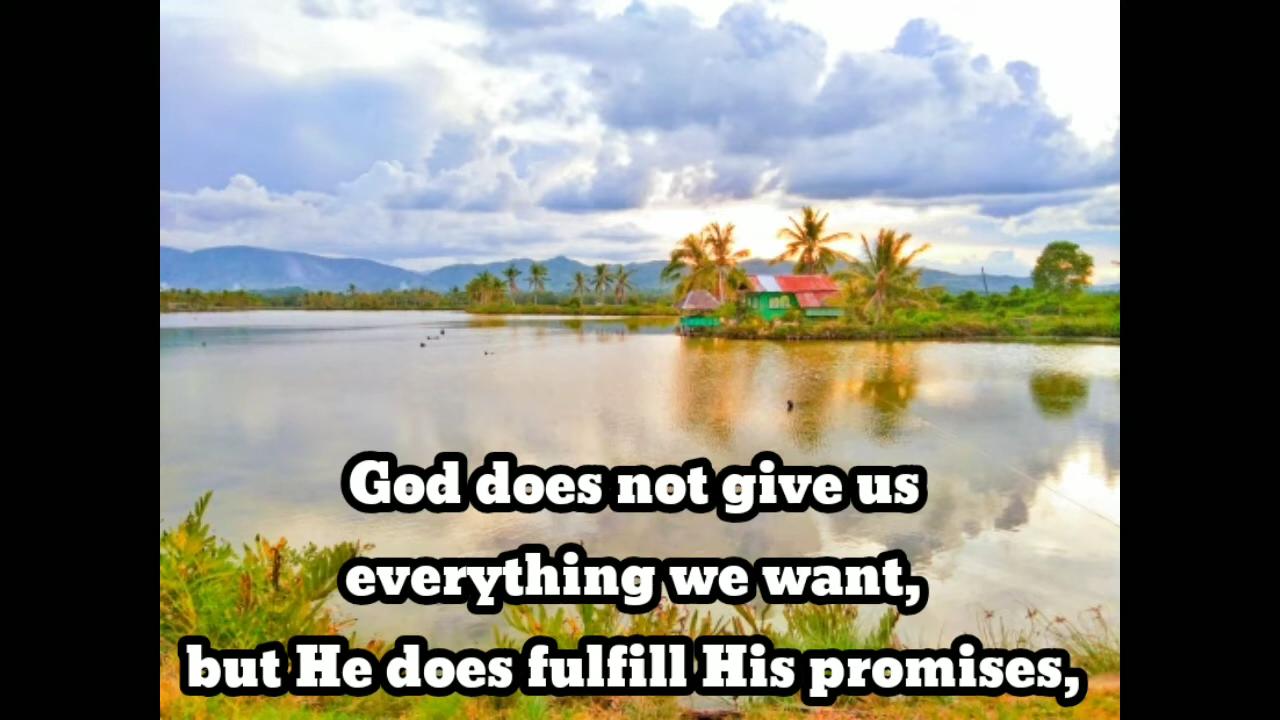 God does not give us
everything we want,
but He does fulfill His promises,